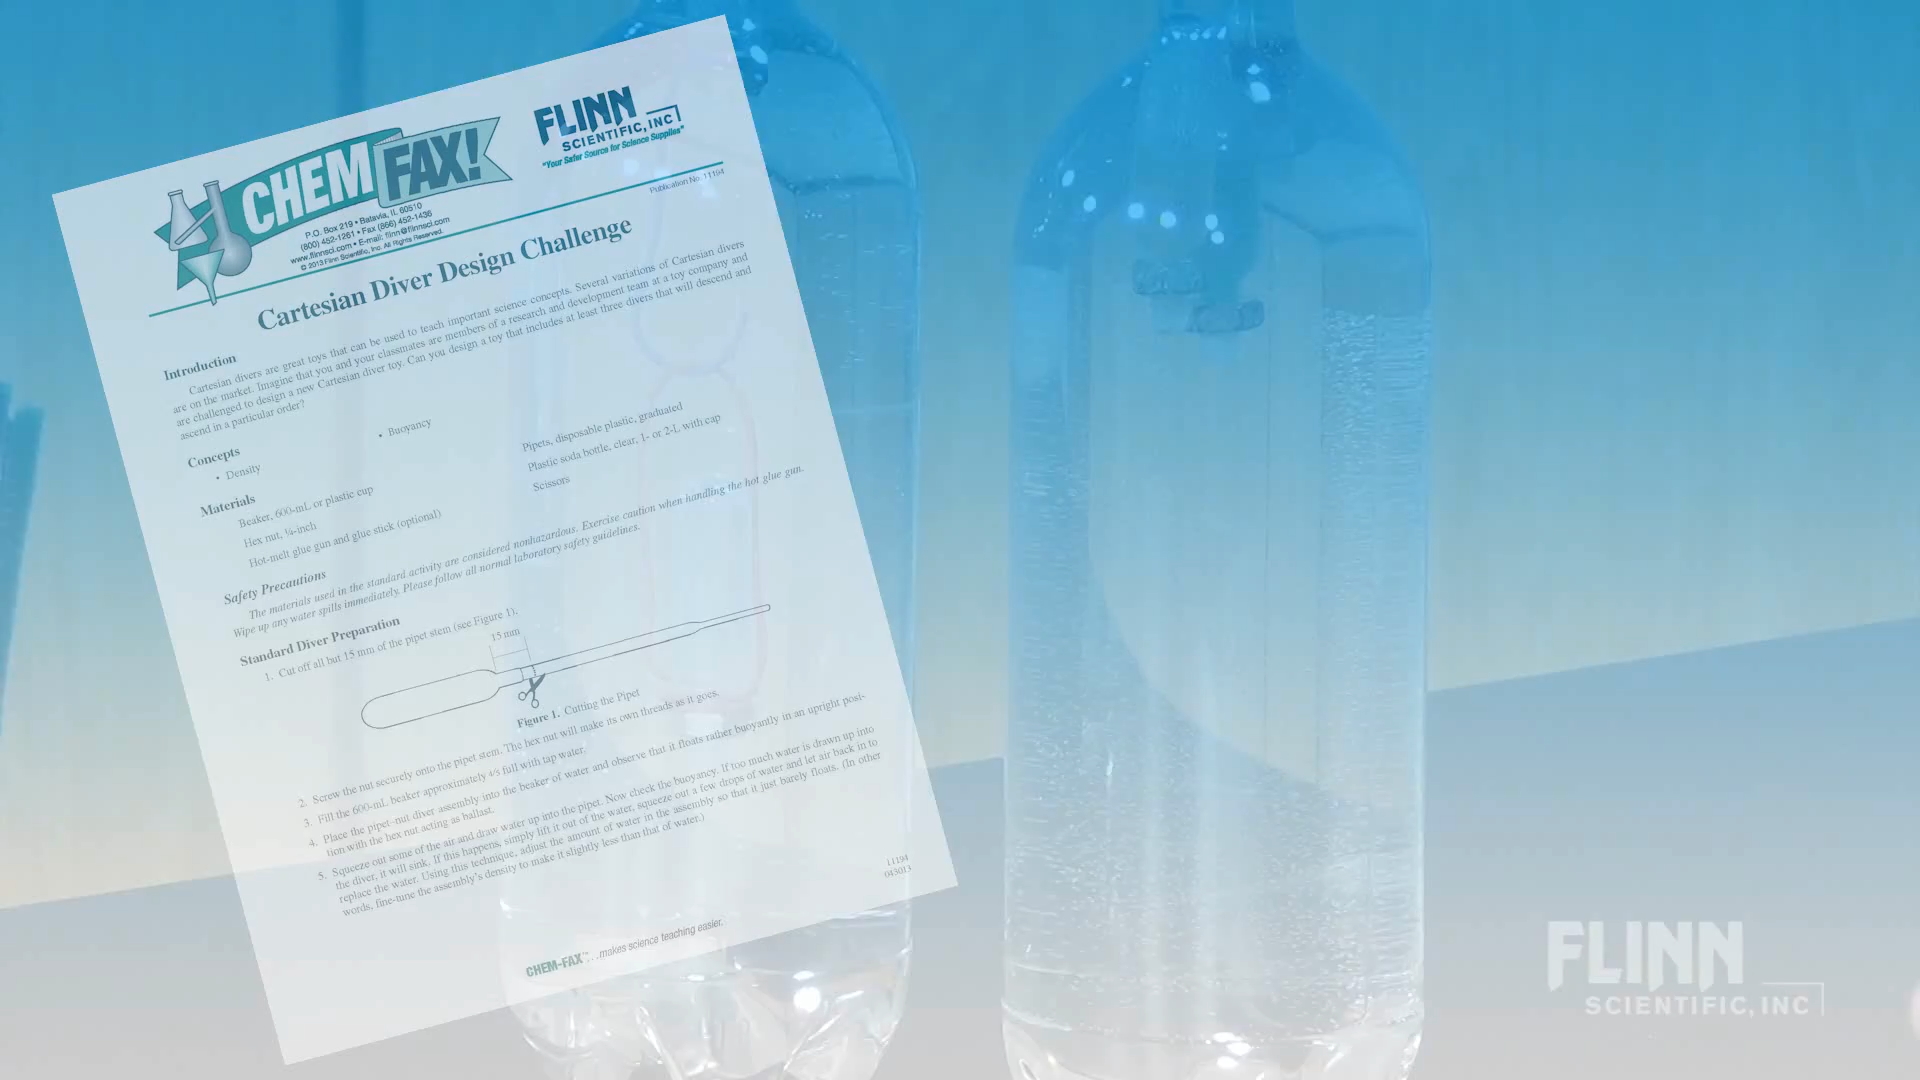 CHEM FAX!
P.O. Box 219 • Batavia, IL 60510
(800) 452-1261 • Fax (866) 452-1436
www.flinnsci.com • E-mail: flinn@flinnsci.com
© 2013 Flinn Scientific, Inc. All Rights Reserved.
FLINN
SCIENTIFIC, INC
"Your Safer Source for Science Supplies"
Publication No. 11194
Cartesian Diver Design Challenge
Introduction
Cartesian divers are great toys that can be used to teach important science concepts. Several variations of Cartesian divers
are on the market. Imagine that you and your classmates are members of a research and development team at a toy company and
are challenged to design a new Cartesian diver toy. Can you design a toy that includes at least three divers that will descend and
ascend in a particular order?
Concepts
• Density
• Buoyancy
Materials
Beaker, 600-mL or plastic cup
Hex nut, ¼-inch
Hot-melt glue gun and glue stick (optional)
Pipets, disposable plastic, graduated
Plastic soda bottle, clear, 1- or 2-L with cap
Scissors
Safety Precautions
The materials used in the standard activity are considered nonhazardous. Exercise caution when handling the hot glue gun.
Wipe up any water spills immediately. Please follow all normal laboratory safety guidelines.
Standard Diver Preparation
1. Cut off all but 15 mm of the pipet stem (see Figure 1).
15 mm
Figure 1. Cutting the Pipet
2. Screw the nut securely onto the pipet stem. The hex nut will make its own threads as it goes.
3. Fill the 600-mL beaker approximately 4/5 full with tap water.
4. Place the pipet–nut diver assembly into the beaker of water and observe that it floats rather buoyantly in an upright posi-
tion with the hex nut acting as ballast.
5. Squeeze out some of the air and draw water up into the pipet. Now check the buoyancy. If too much water is drawn up into
the diver, it will sink. If this happens, simply lift it out of the water, squeeze out a few drops of water and let air back in to
replace the water. Using this technique, adjust the amount of water in the assembly so that it just barely floats. (In other
words, fine-tune the assembly's density to make it slightly less than that of water.)
11194
043013
CHEM-FAX™. . .makes science teaching easier.
FLINN
SCIENTIFIC, INC